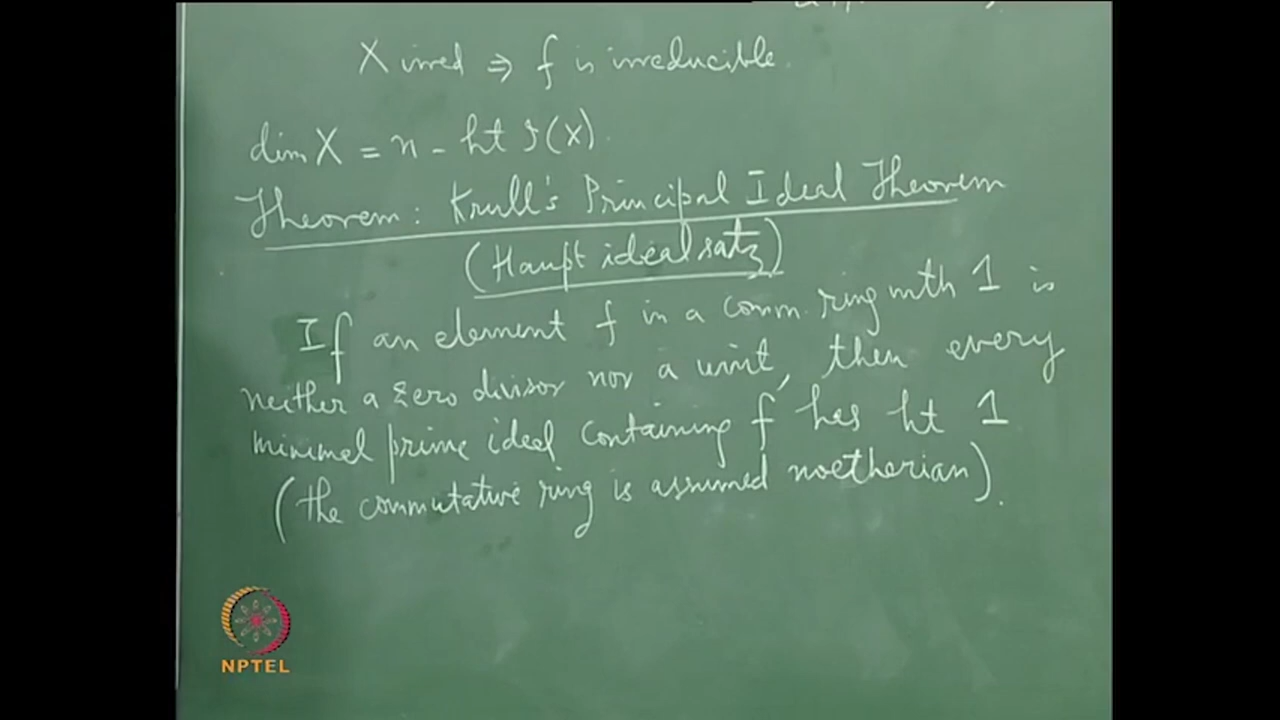 X irred ⇒ f is irreducible.
dim X = n - ht I(X).
Theorem: Krull's Principal Ideal Theorem
(Haupt idealsatz)
If an element f in a comm. ring with 1 is
neither a zero divisor nor a unit, then every
minimal prime ideal containing f has ht 1
(the commutative ring is assumed noetherian).
NPTEL